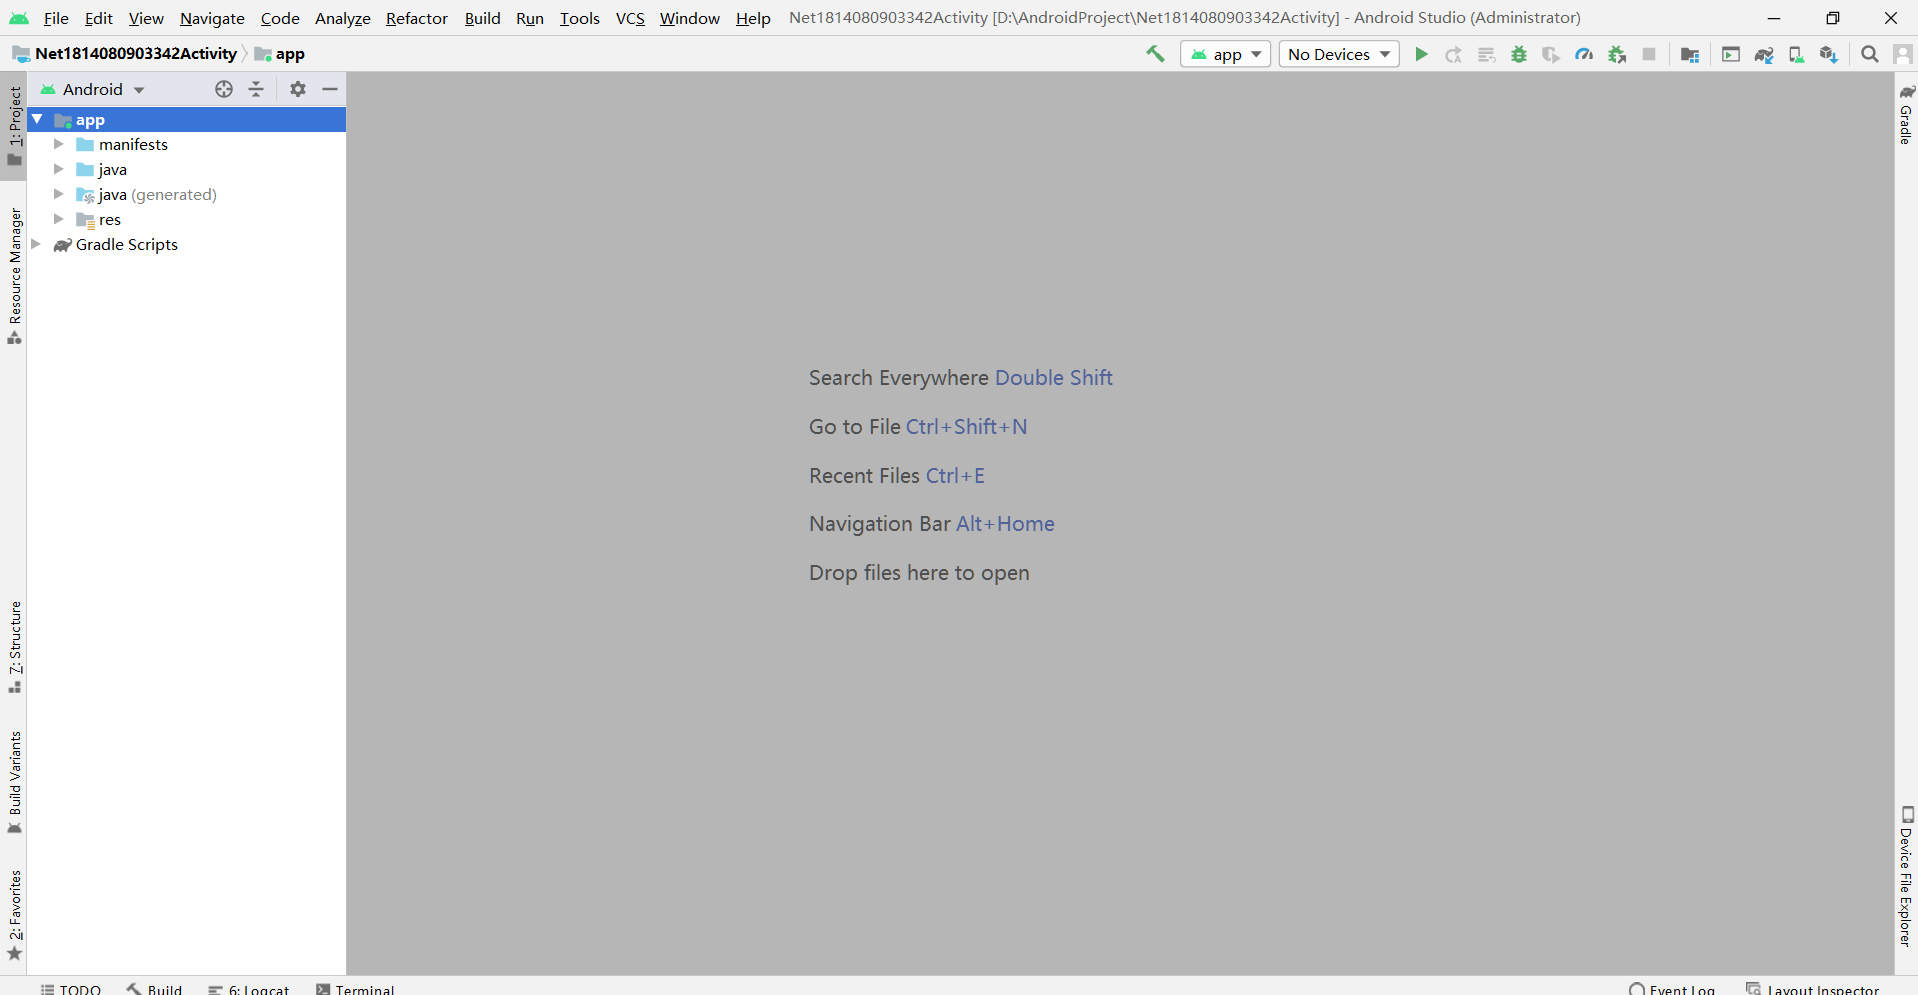 File Edit View Navigate Code Analyze Refactor Build Run Tools VCS Window Help Net1814080903342Activity [D:\AndroidProject\Net1814080903342Activity] - Android Studio (Administrator)
Net1814080903342Activity app
app No Devices
Android
app
manifests
java
java (generated)
res
Gradle Scripts
1: Project
Resource Manager
7: Structure
Build Variants
2: Favorites
Search Everywhere Double Shift
Go to File Ctrl+Shift+N
Recent Files Ctrl+E
Navigation Bar Alt+Home
Drop files here to open
Gradle
Device File Explorer
TODO Build 6: Logcat Terminal Event Log Layout Inspector